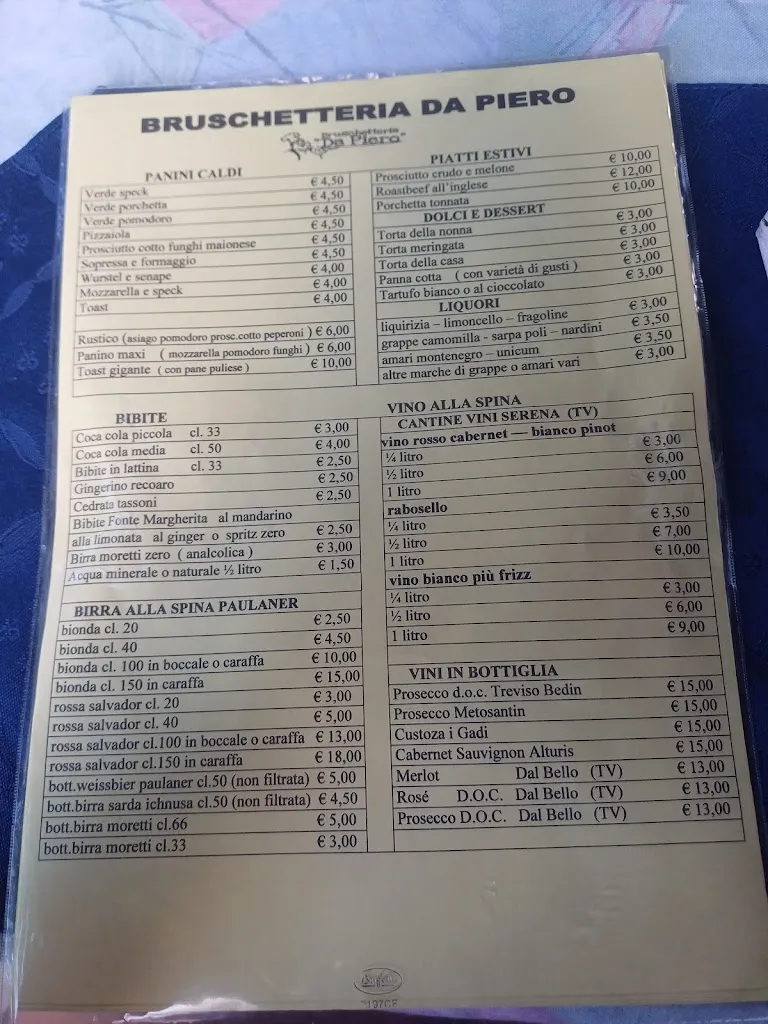 BRUSCHETTERIA DA PIERO
Bruschetteria
"Da Piero"
PANINI CALDI
Verde speck € 4,50
Verde porchetta € 4,50
Verde pomodoro € 4,50
Pizzaiola € 4,50
Prosciutto cotto funghi maionese € 4,50
Sopressa e formaggio € 4,50
Wurstel e senape € 4,00
Mozzarella e speck € 4,00
Toast € 4,00
Rustico (asiago pomodoro prosc.cotto peperoni) € 6,00
Panino maxi ( mozzarella pomodoro funghi ) € 6,00
Toast gigante ( con pane puliese ) € 10,00
PIATTI ESTIVI
Prosciutto crudo e melone € 10,00
Roastbeef all'inglese € 12,00
Porchetta tonnata € 10,00
DOLCI E DESSERT
Torta della nonna € 3,00
Torta meringata € 3,00
Torta della casa € 3,00
Panna cotta ( con varietà di gusti ) € 3,00
Tartufo bianco o al cioccolato € 3,00
LIQUORI
liquirizia – limoncello – fragoline € 3,00
grappe camomilla - sarpa poli – nardini € 3,50
amari montenegro – unicum € 3,50
altre marche di grappe o amari vari € 3,00
BIBITE
Coca cola piccola cl. 33 € 3,00
Coca cola media cl. 50 € 4,00
Bibite in lattina cl. 33 € 2,50
Gingerino recoaro € 2,50
Cedrata tassoni € 2,50
Bibite Fonte Margherita al mandarino
alla limonata al ginger o spritz zero € 2,50
Birra moretti zero ( analcolica ) € 3,00
Acqua minerale o naturale ½ litro € 1,50
BIRRA ALLA SPINA PAULANER
bionda cl. 20 € 2,50
bionda cl. 40 € 4,50
bionda cl. 100 in boccale o caraffa € 10,00
bionda cl. 150 in caraffa € 15,00
rossa salvador cl. 20 € 3,00
rossa salvador cl. 40 € 5,00
rossa salvador cl.100 in boccale o caraffa € 13,00
rossa salvador cl.150 in caraffa € 18,00
bott.weissbier paulaner cl.50 (non filtrata) € 5,00
bott.birra sarda ichnusa cl.50 (non filtrata) € 4,50
bott.birra moretti cl.66 € 5,00
bott.birra moretti cl.33 € 3,00
VINO ALLA SPINA
CANTINE VINI SERENA (TV)
vino rosso cabernet — bianco pinot
¼ litro € 3,00
½ litro € 6,00
1 litro € 9,00
rabosello
¼ litro € 3,50
½ litro € 7,00
1 litro € 10,00
vino bianco più frizz
¼ litro € 3,00
½ litro € 6,00
1 litro € 9,00
VINI IN BOTTIGLIA
Prosecco d.o.c. Treviso Bedin € 15,00
Prosecco Metosantin € 15,00
Custoza i Gadi € 15,00
Cabernet Sauvignon Alturis € 15,00
Merlot Dal Bello (TV) € 13,00
Rosé D.O.C. Dal Bello (TV) € 13,00
Prosecco D.O.C. Dal Bello (TV) € 13,00